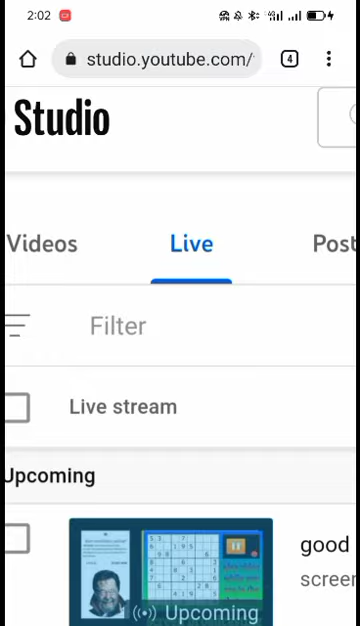 2:02
studio.youtube.com/
4
Studio
Videos
Live
Post
Filter
Live stream
Upcoming
good
screen
Upcoming